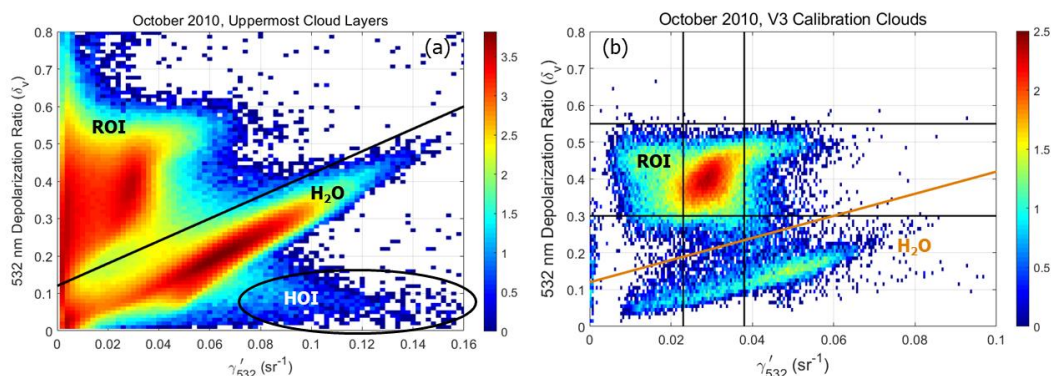 October 2010, Uppermost Cloud Layers
(a)
ROI
H2O
HOI
532 nm Depolarization Ratio (δv)
0.8
0.7
0.6
0.5
0.4
0.3
0.2
0.1
0
0 0.02 0.04 0.06 0.08 0.1 0.12 0.14 0.16
γ′532 (sr-1)
3.5
3
2.5
2
1.5
1
0.5
0
October 2010, V3 Calibration Clouds
(b)
ROI
H2O
532 nm Depolarization Ratio (δv)
0.8
0.7
0.6
0.5
0.4
0.3
0.2
0.1
0
0 0.02 0.04 0.06 0.08 0.1
γ′532 (sr-1)
2.5
2
1.5
1
0.5
0